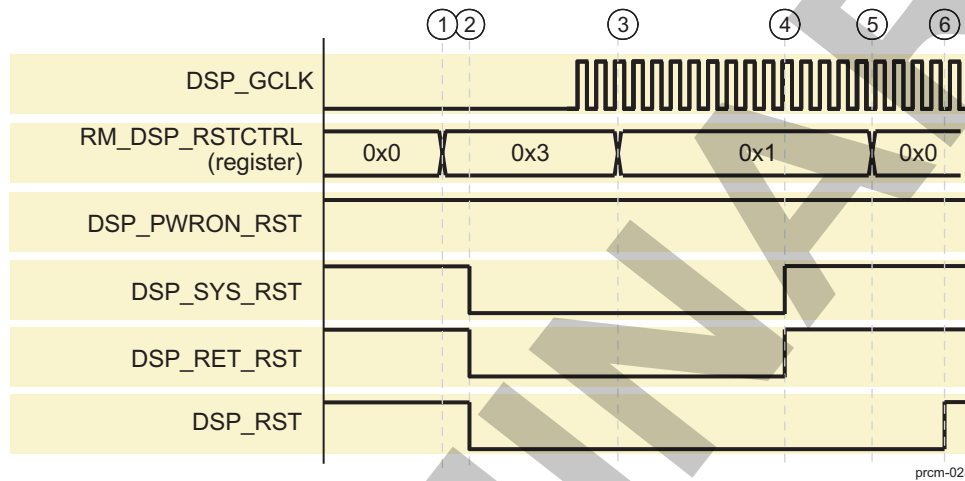 1 2 3 4 5 6
DSP_GCLK
RM_DSP_RSTCTRL
(register)
0x0 0x3 0x1 0x0
DSP_PWRON_RST
DSP_SYS_RST
DSP_RET_RST
DSP_RST
prcm-02